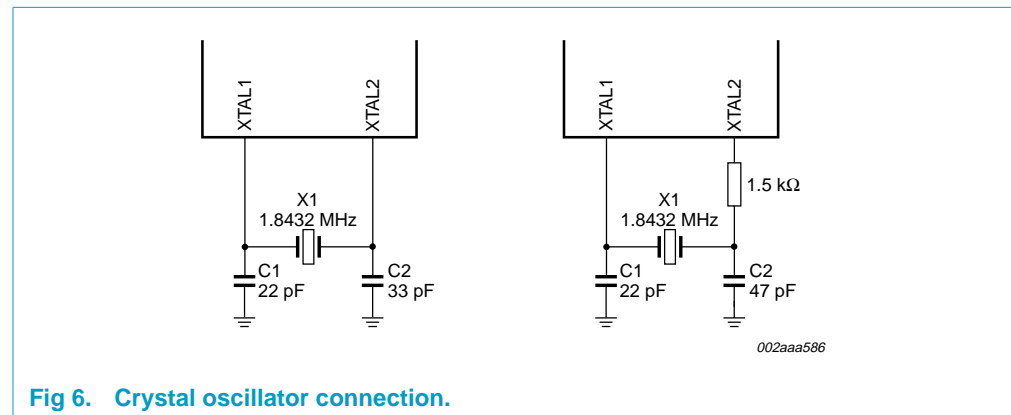 XTAL1
XTAL2
X1
1.8432 MHz
C1
22 pF
C2
33 pF
XTAL1
XTAL2
1.5 kΩ
X1
1.8432 MHz
C1
22 pF
C2
47 pF
002aaa586
Fig 6. Crystal oscillator connection.